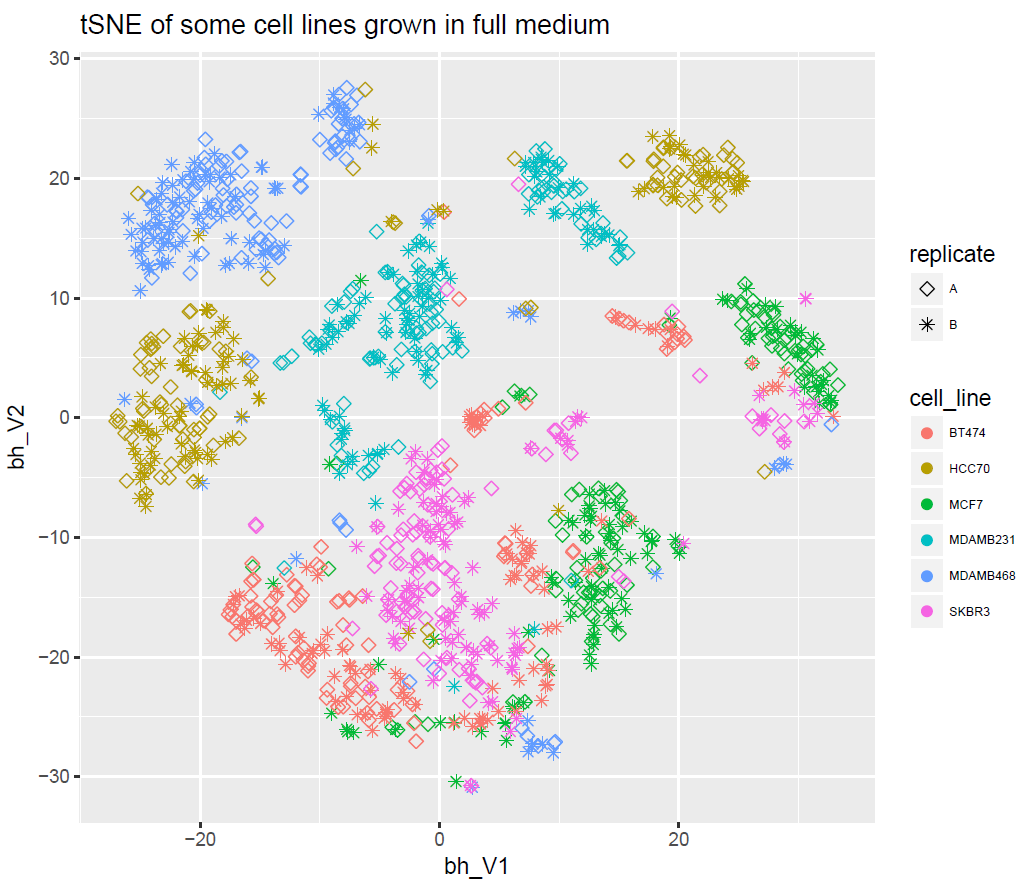 tSNE of some cell lines grown in full medium
30
20
10
0
−10
−20
−30
−20
0
20
bh_V1
bh_V2
replicate
A
B
cell_line
BT474
HCC70
MCF7
MDAMB231
MDAMB468
SKBR3